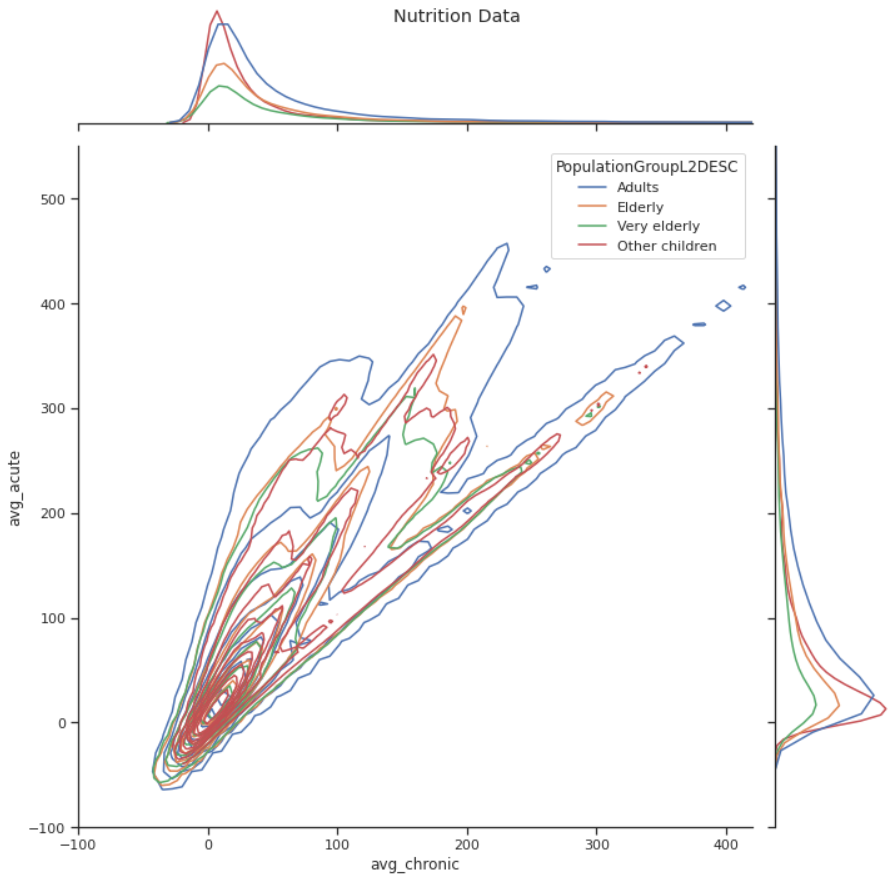 Nutrition Data
PopulationGroupL2DESC
Adults
Elderly
Very elderly
Other children
500
400
300
200
100
0
−100
avg_acute
−100
0
100
200
300
400
avg_chronic